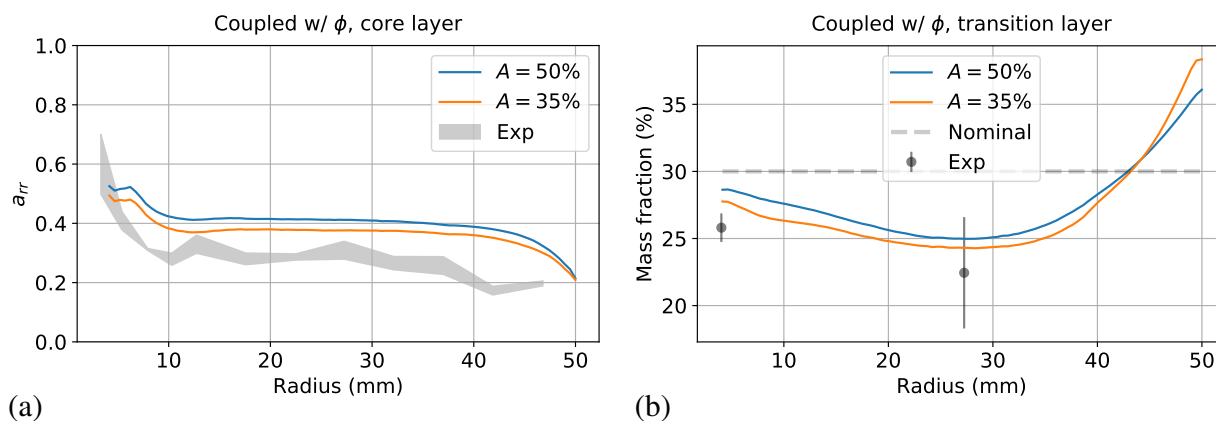 Coupled w/ ϕ, core layer
1.0
0.8
0.6
0.4
0.2
0.0
a_rr
A = 50%
A = 35%
Exp
10
20
30
40
50
Radius (mm)
(a)
Coupled w/ ϕ, transition layer
35
30
25
20
Mass fraction (%)
A = 50%
A = 35%
Nominal
Exp
10
20
30
40
50
Radius (mm)
(b)